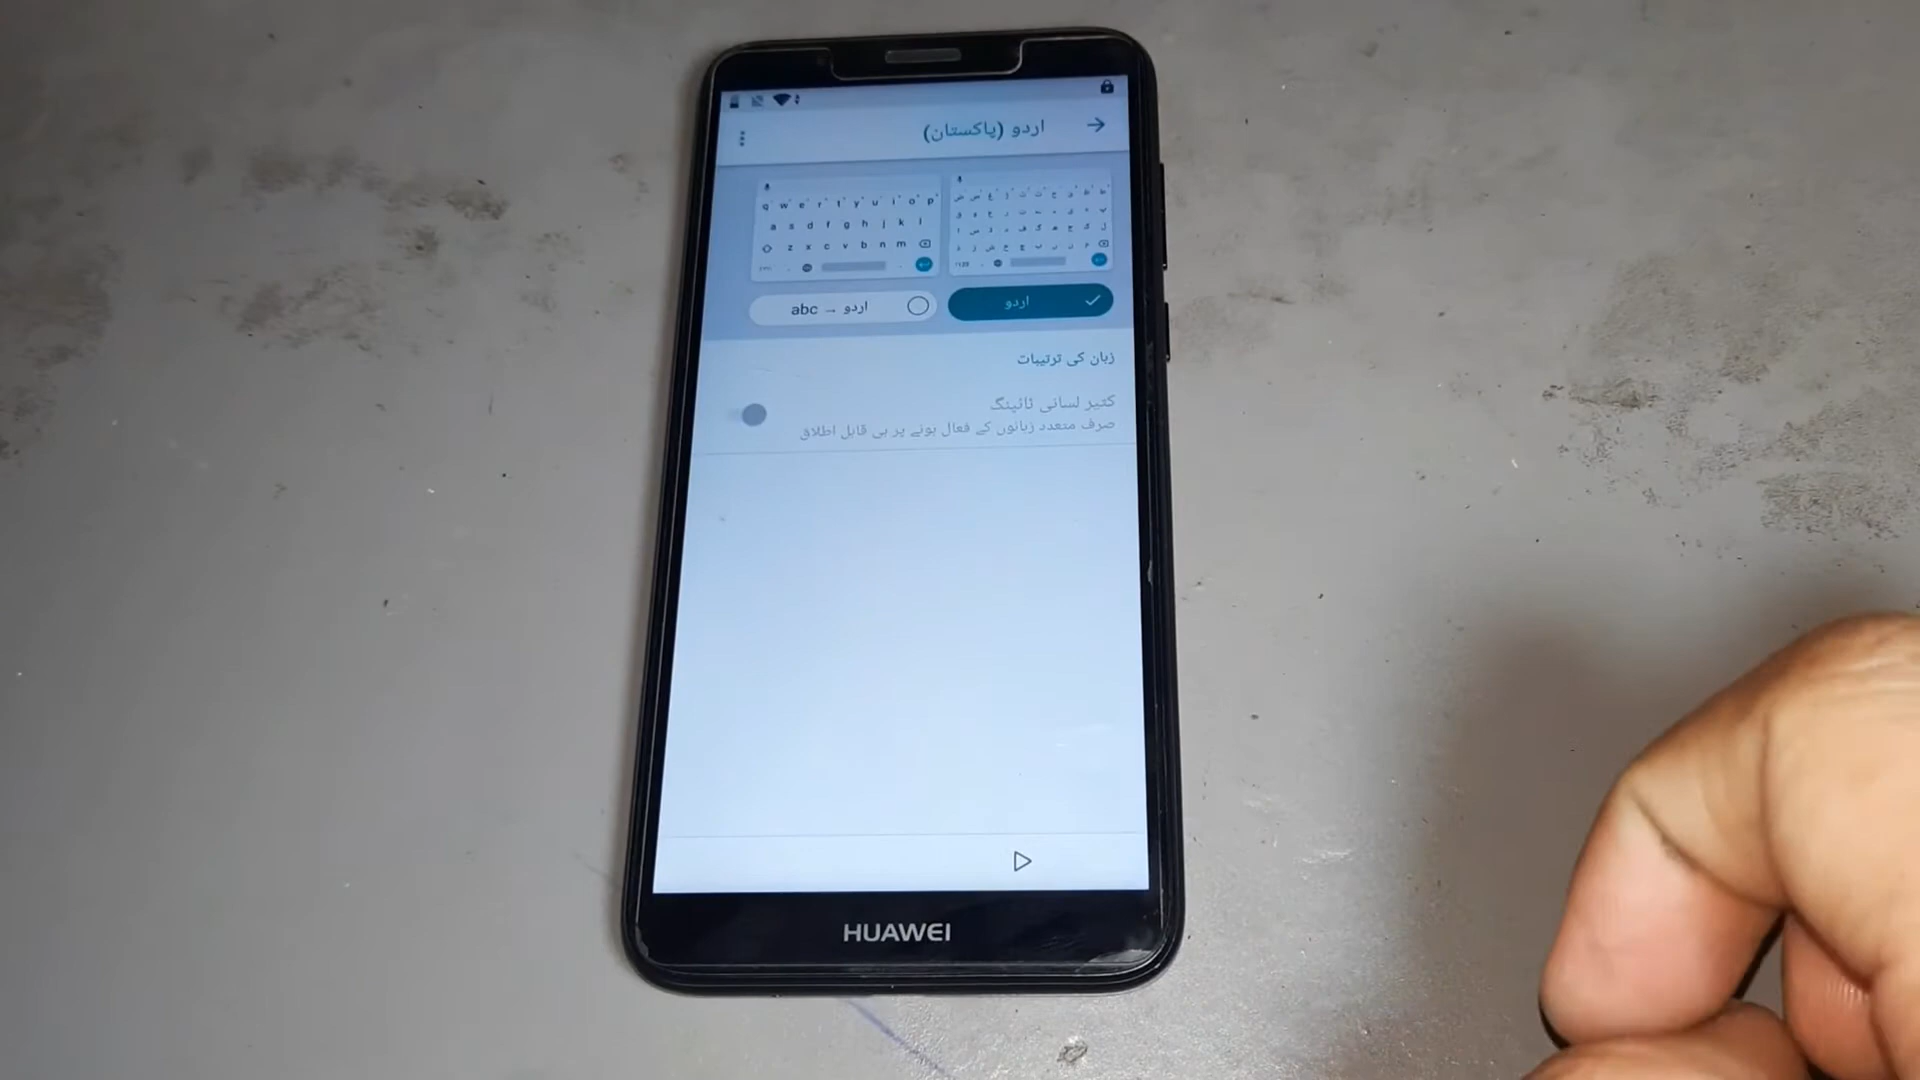 اردو (پاکستان)
q w e r t y u i o p
a s d f g h j k l
z x c v b n m
اردو
abc → اردو
زبان کی ترتیبات
کثیر لسانی ٹائپنگ
صرف متعدد زبانوں کے فعال ہونے پر ہی قابل اطلاق
HUAWEI